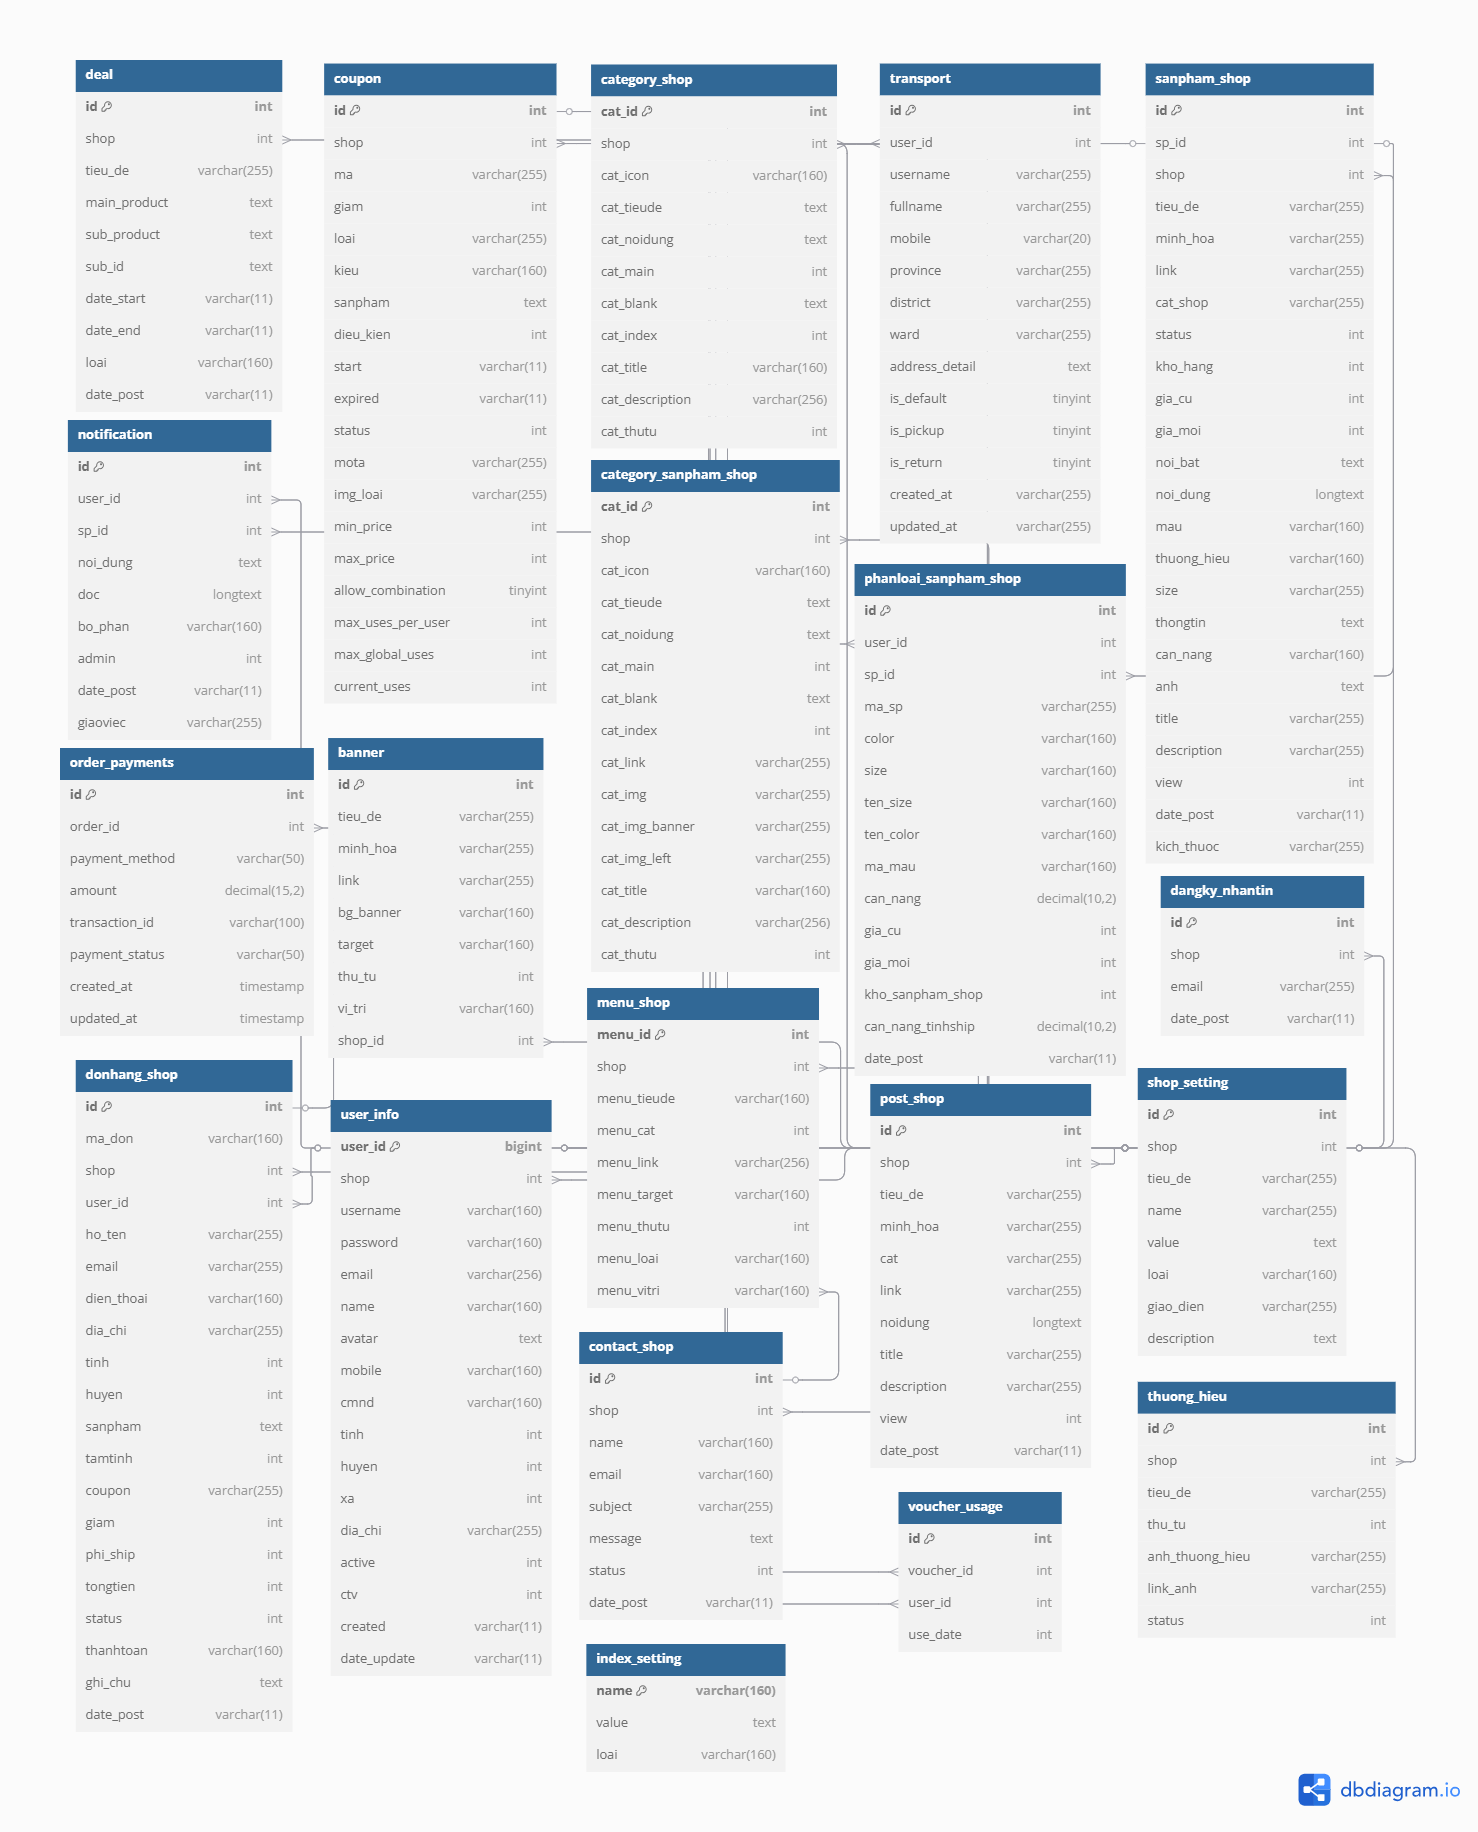 deal
id int
shop int
tieu_de varchar(255)
main_product text
sub_product text
sub_id text
date_start varchar(11)
date_end varchar(11)
loai varchar(160)
date_post varchar(11)
notification
id int
user_id int
sp_id int
noi_dung text
doc longtext
bo_phan varchar(160)
admin int
date_post varchar(11)
giaoviec varchar(255)
order_payments
id int
order_id int
payment_method varchar(50)
amount decimal(15,2)
transaction_id varchar(100)
payment_status varchar(50)
created_at timestamp
updated_at timestamp
donhang_shop
id int
ma_don varchar(160)
shop int
user_id int
ho_ten varchar(255)
email varchar(255)
dien_thoai varchar(160)
dia_chi varchar(255)
tinh int
huyen int
sanpham text
tamtinh int
coupon varchar(255)
giam int
phi_ship int
tongtien int
status int
thanhtoan varchar(160)
ghi_chu text
date_post varchar(11)
coupon
id int
shop int
ma varchar(255)
giam int
loai varchar(255)
kieu varchar(160)
sanpham text
dieu_kien int
start varchar(11)
expired varchar(11)
status int
mota varchar(255)
img_loai varchar(255)
min_price int
max_price int
allow_combination tinyint
max_uses_per_user int
max_global_uses int
current_uses int
banner
id int
tieu_de varchar(255)
minh_hoa varchar(255)
link varchar(255)
bg_banner varchar(160)
target varchar(160)
thu_tu int
vi_tri varchar(160)
shop_id int
user_info
user_id bigint
shop int
username varchar(160)
password varchar(160)
email varchar(256)
name varchar(160)
avatar text
mobile varchar(160)
cmnd varchar(160)
tinh int
huyen int
xa int
dia_chi varchar(255)
active int
ctv int
created varchar(11)
date_update varchar(11)
category_shop
cat_id int
shop int
cat_icon varchar(160)
cat_tieude text
cat_noidung text
cat_main int
cat_blank text
cat_index int
cat_title varchar(160)
cat_description varchar(256)
cat_thutu int
category_sanpham_shop
cat_id int
shop int
cat_icon varchar(160)
cat_tieude text
cat_noidung text
cat_main int
cat_blank text
cat_index int
cat_link varchar(255)
cat_img varchar(255)
cat_img_banner varchar(255)
cat_img_left varchar(255)
cat_title varchar(160)
cat_description varchar(256)
cat_thutu int
menu_shop
menu_id int
shop int
menu_tieude varchar(160)
menu_cat int
menu_link varchar(256)
menu_target varchar(160)
menu_thutu int
menu_loai varchar(160)
menu_vitri varchar(160)
contact_shop
id int
shop int
name varchar(160)
email varchar(160)
subject varchar(255)
message text
status int
date_post varchar(11)
index_setting
name varchar(160)
value text
loai varchar(160)
transport
id int
user_id int
username varchar(255)
fullname varchar(255)
mobile varchar(20)
province varchar(255)
district varchar(255)
ward varchar(255)
address_detail text
is_default tinyint
is_pickup tinyint
is_return tinyint
created_at varchar(255)
updated_at varchar(255)
phanloai_sanpham_shop
id int
user_id int
sp_id int
ma_sp varchar(255)
color varchar(160)
size varchar(160)
ten_size varchar(160)
ten_color varchar(160)
ma_mau varchar(160)
can_nang decimal(10,2)
gia_cu int
gia_moi int
kho_sanpham_shop int
can_nang_tinhship decimal(10,2)
date_post varchar(11)
post_shop
id int
shop int
tieu_de varchar(255)
minh_hoa varchar(255)
cat varchar(255)
link varchar(255)
noidung longtext
title varchar(255)
description varchar(255)
view int
date_post varchar(11)
voucher_usage
id int
voucher_id int
user_id int
use_date int
sanpham_shop
id int
sp_id int
shop int
tieu_de varchar(255)
minh_hoa varchar(255)
link varchar(255)
cat_shop varchar(255)
status int
kho_hang int
gia_cu int
gia_moi int
noi_bat text
noi_dung longtext
mau varchar(160)
thuong_hieu varchar(160)
size varchar(255)
thongtin text
can_nang varchar(160)
anh text
title varchar(255)
description varchar(255)
view int
date_post varchar(11)
kich_thuoc varchar(255)
dangky_nhantin
id int
shop int
email varchar(255)
date_post varchar(11)
shop_setting
id int
shop int
tieu_de varchar(255)
name varchar(255)
value text
loai varchar(160)
giao_dien varchar(255)
description text
thuong_hieu
id int
shop int
tieu_de varchar(255)
thu_tu int
anh_thuong_hieu varchar(255)
link_anh varchar(255)
status int
dbdiagram.io